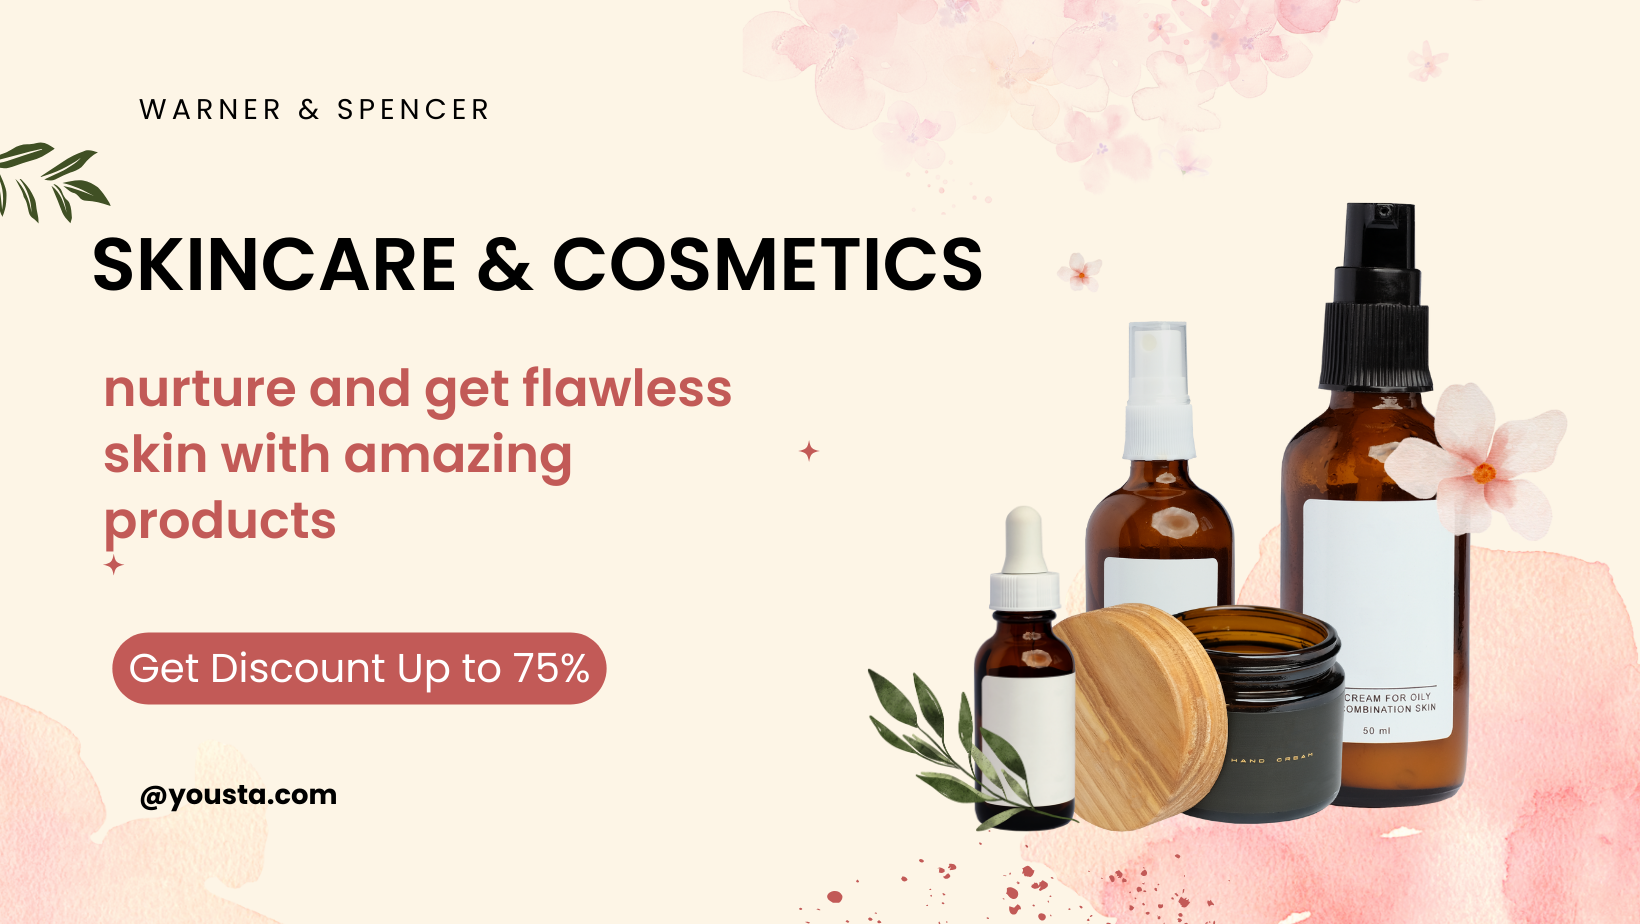 WARNER & SPENCER
SKINCARE & COSMETICS
nurture and get flawless
skin with amazing
products
Get Discount Up to 75%
@yousta.com
CREAM FOR OILY
COMBINATION SKIN
50 ml
HAND CREAM